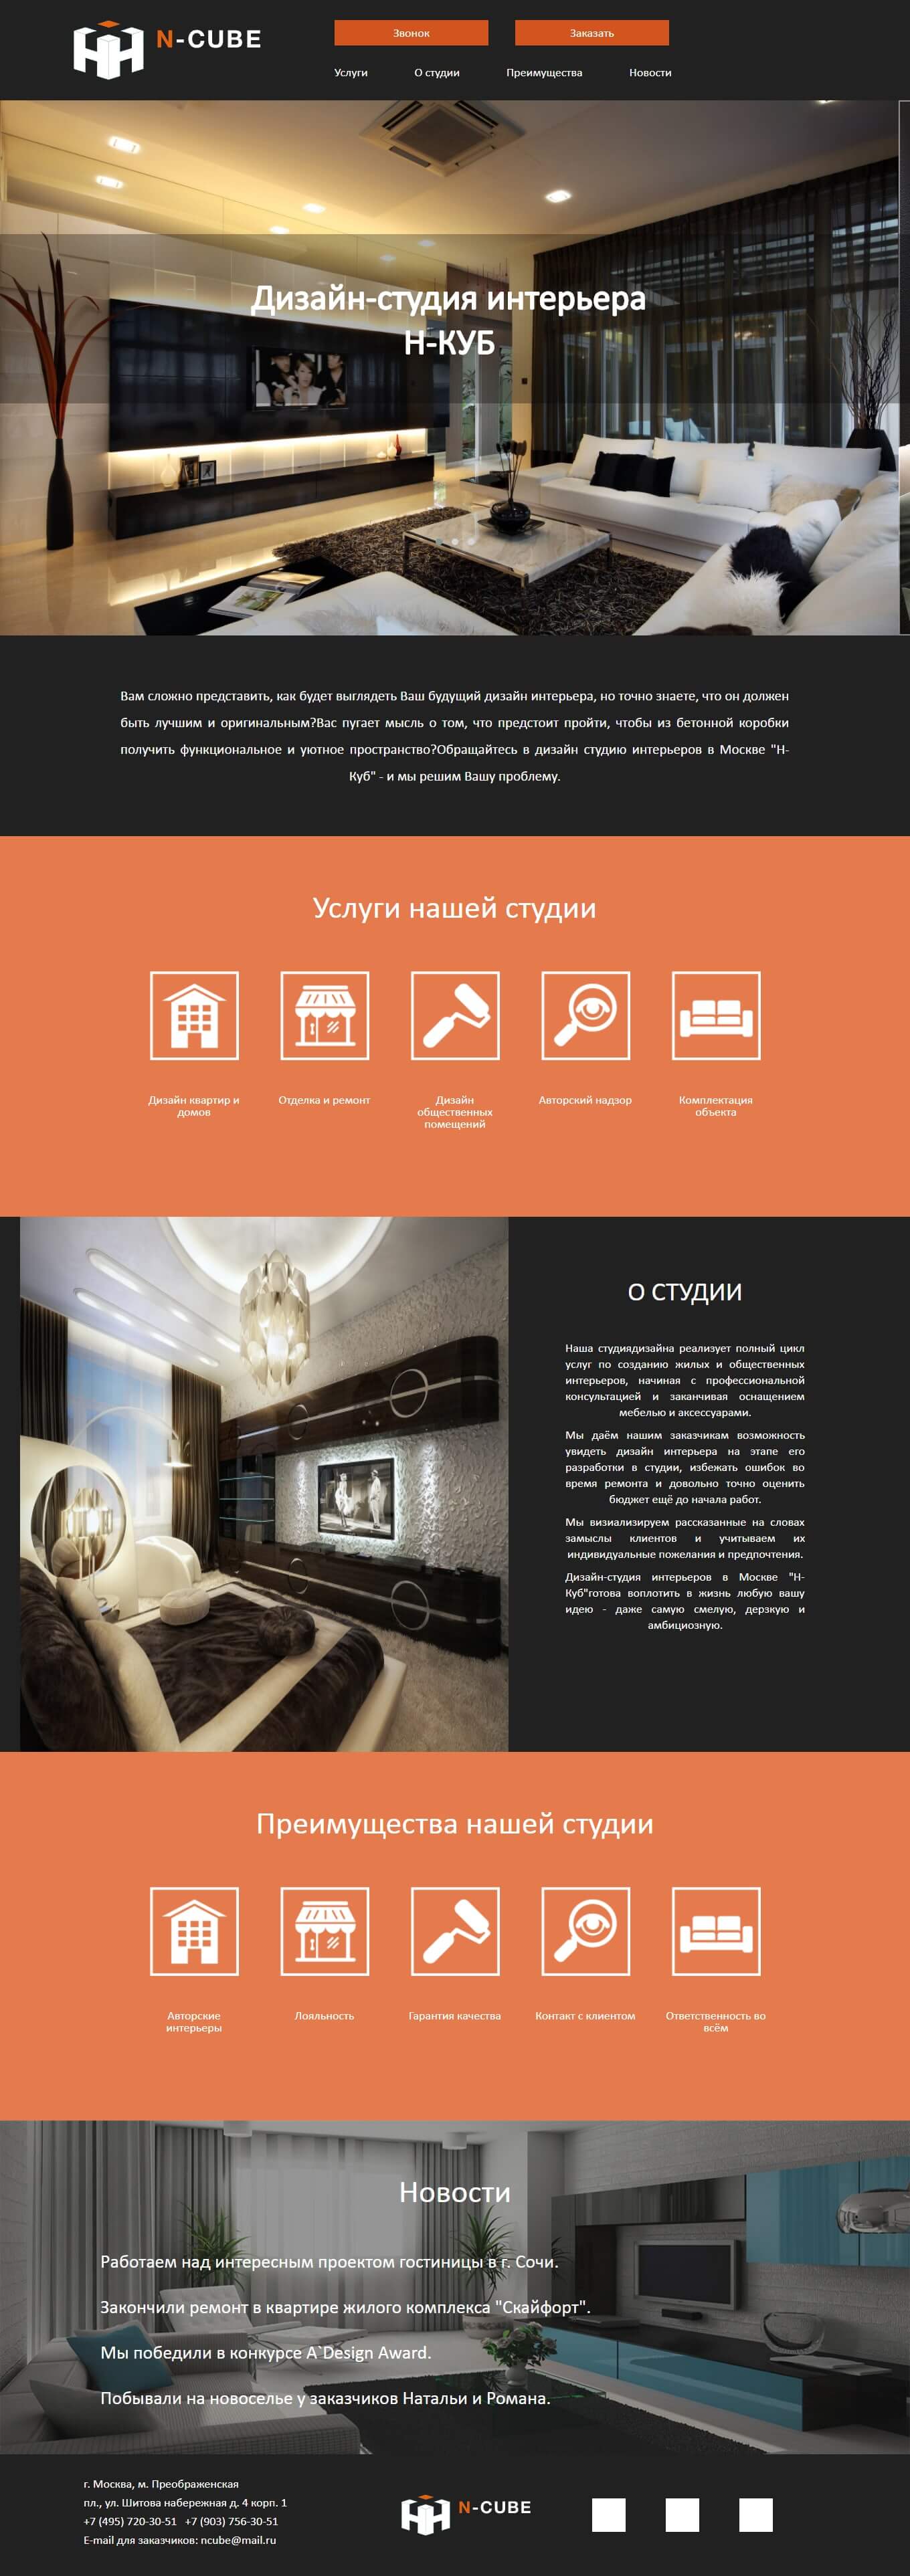 N-CUBE
Звонок
Заказать
Услуги
О студии
Преимущества
Новости
Дизайн-студия интерьера
Н-КУБ
Вам сложно представить, как будет выглядеть Ваш будущий дизайн интерьера, но точно знаете, что он должен
быть лучшим и оригинальным?Вас пугает мысль о том, что предстоит пройти, чтобы из бетонной коробки
получить функциональное и уютное пространство?Обращайтесь в дизайн студию интерьеров в Москве "Н-
Куб" - и мы решим Вашу проблему.
Услуги нашей студии
Дизайн квартир и
домов
Отделка и ремонт
Дизайн
общественных
помещений
Авторский надзор
Комплектация
объекта
О СТУДИИ
Наша студиядизайна реализует полный цикл
услуг по созданию жилых и общественных
интерьеров, начиная с профессиональной
консультацией и заканчивая оснащением
мебелью и аксессуарами.
Мы даём нашим заказчикам возможность
увидеть дизайн интерьера на этапе его
разработки в студии, избежать ошибок во
время ремонта и довольно точно оценить
бюджет ещё до начала работ.
Мы визиализируем рассказанные на словах
замыслы клиентов и учитываем их
индивидуальные пожелания и предпочтения.
Дизайн-студия интерьеров в Москве "Н-
Куб"готова воплотить в жизнь любую вашу
идею - даже самую смелую, дерзкую и
амбициозную.
Преимущества нашей студии
Авторские
интерьеры
Лояльность
Гарантия качества
Контакт с клиентом
Ответственность во
всём
Новости
Работаем над интересным проектом гостиницы в г. Сочи.
Закончили ремонт в квартире жилого комплекса "Скайфорт".
Мы победили в конкурсе A`Design Award.
Побывали на новоселье у заказчиков Натальи и Романа.
г. Москва, м. Преображенская
пл., ул. Шитова набережная д. 4 корп. 1
+7 (495) 720-30-51 +7 (903) 756-30-51
E-mail для заказчиков: ncube@mail.ru
N-CUBE